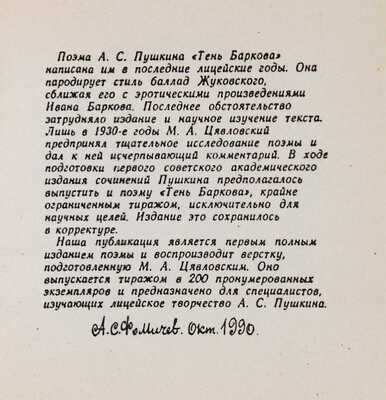 Поэма А. С. Пушкина «Тень Баркова»
написана им в последние лицейские годы. Она
пародирует стиль баллад Жуковского,
сближая его с эротическими произведениями
Ивана Баркова. Последнее обстоятельство
затрудняло издание и научное изучение текста.
Лишь в 1930-е годы М. А. Цявловский
предпринял тщательное исследование поэмы и
дал к ней исчерпывающий комментарий. В ходе
подготовки первого советского академического
издания сочинений Пушкина предполагалось
выпустить и поэму «Тень Баркова», крайне
ограниченным тиражом, исключительно для
научных целей. Издание это сохранилось
в корректуре.
Наша публикация является первым полным
изданием поэмы и воспроизводит верстку,
подготовленную М. А. Цявловским. Оно
выпускается тиражом в 200 пронумерованных
экземпляров и предназначено для специалистов,
изучающих лицейское творчество А. С. Пушкина.
А.С.Фомичев. Окт. 1990.